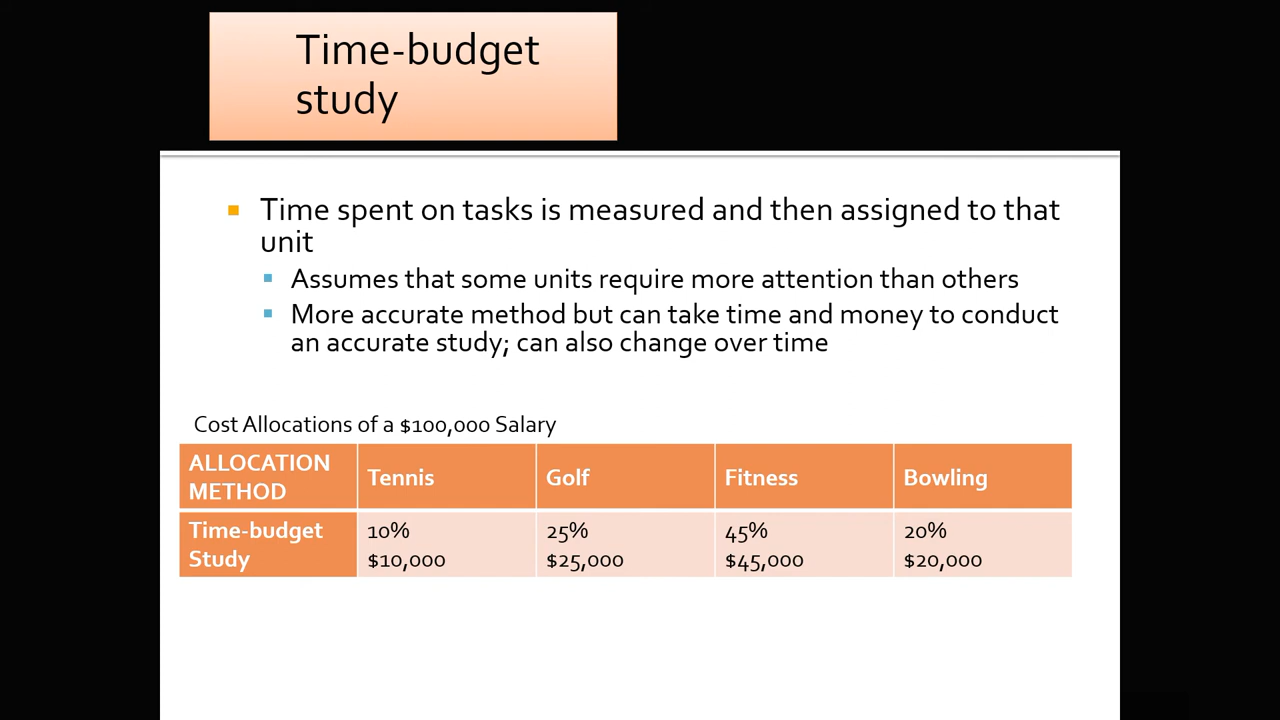 Time-budget
study
Time spent on tasks is measured and then assigned to that
unit
Assumes that some units require more attention than others
More accurate method but can take time and money to conduct
an accurate study; can also change over time
Cost Allocations of a $100,000 Salary
ALLOCATION METHOD Tennis Golf Fitness Bowling
Time-budget Study 10% 25% 45% 20%
$10,000 $25,000 $45,000 $20,000